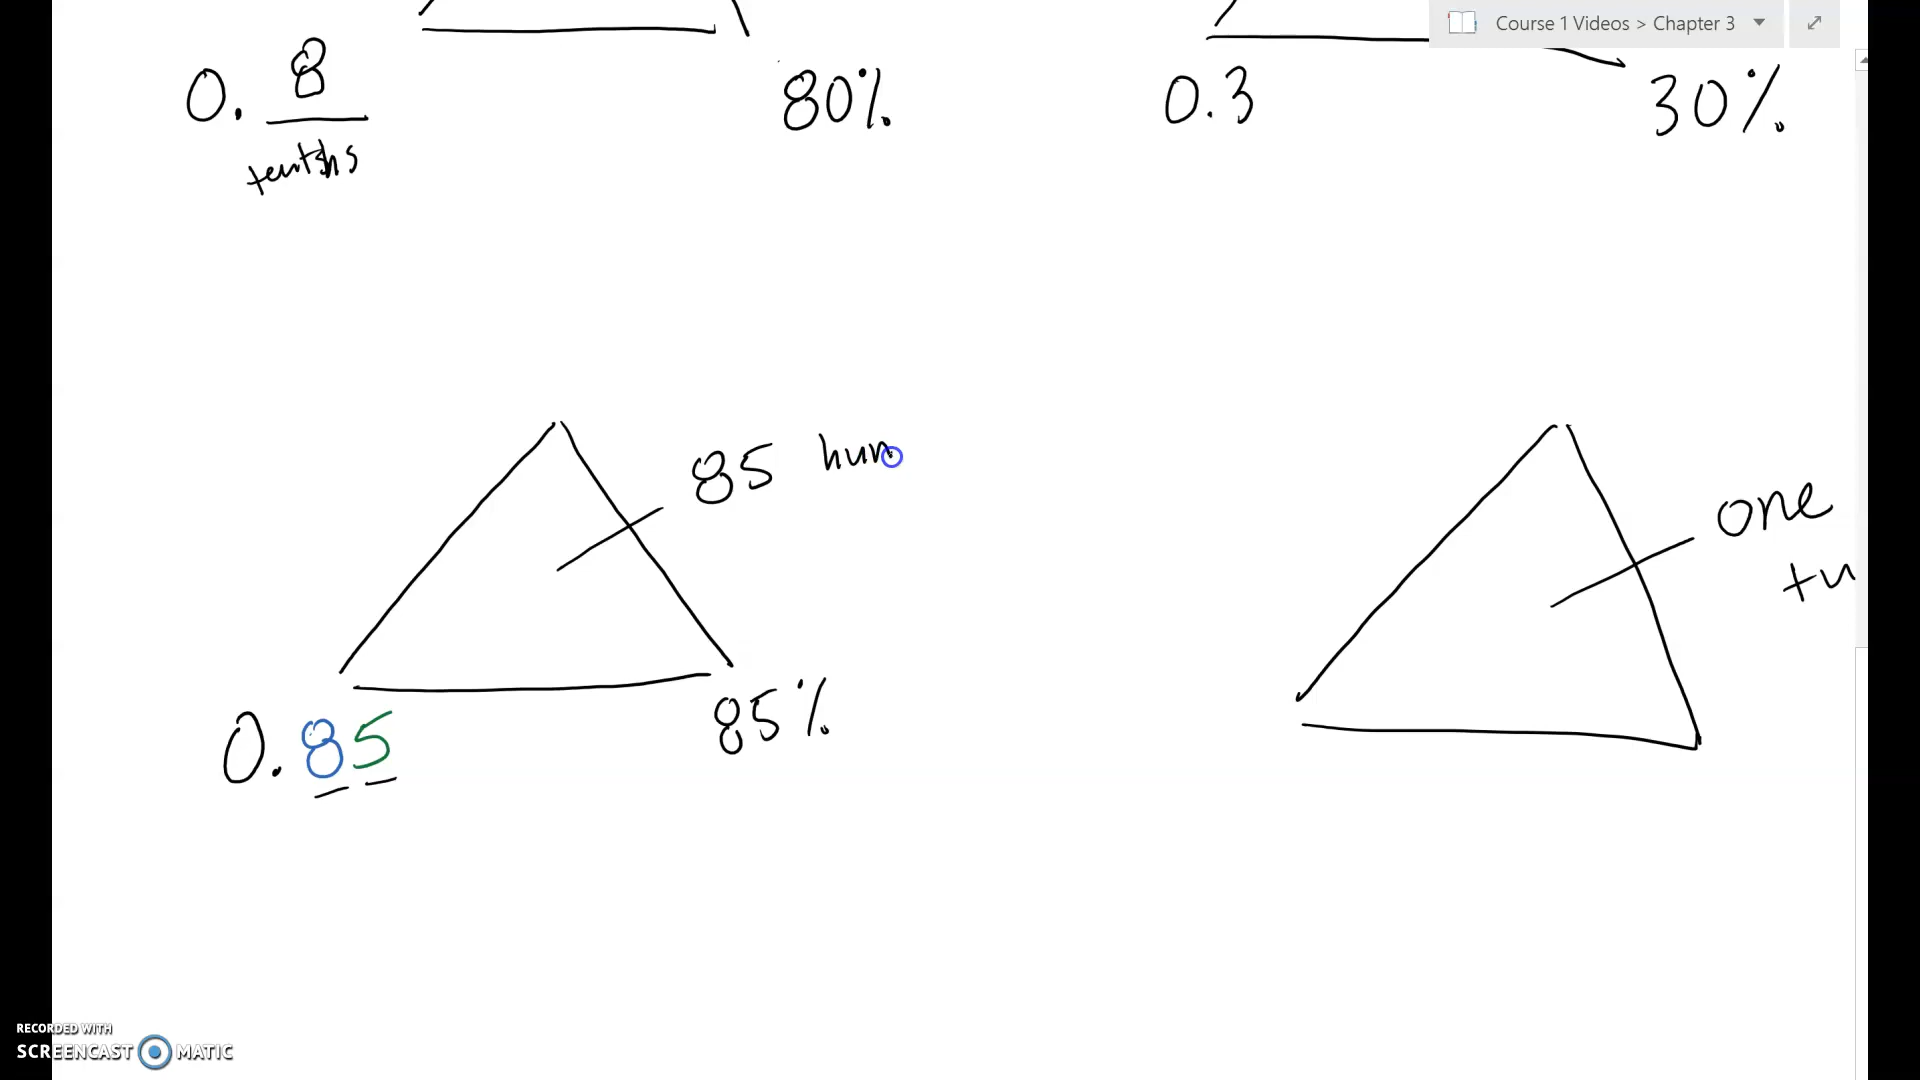 Course 1 Videos > Chapter 3
0. 8
tenths
80%
0.3
30%
85 hun
one
0.85
85%
RECORDED WITH
SCREENCAST MATIC